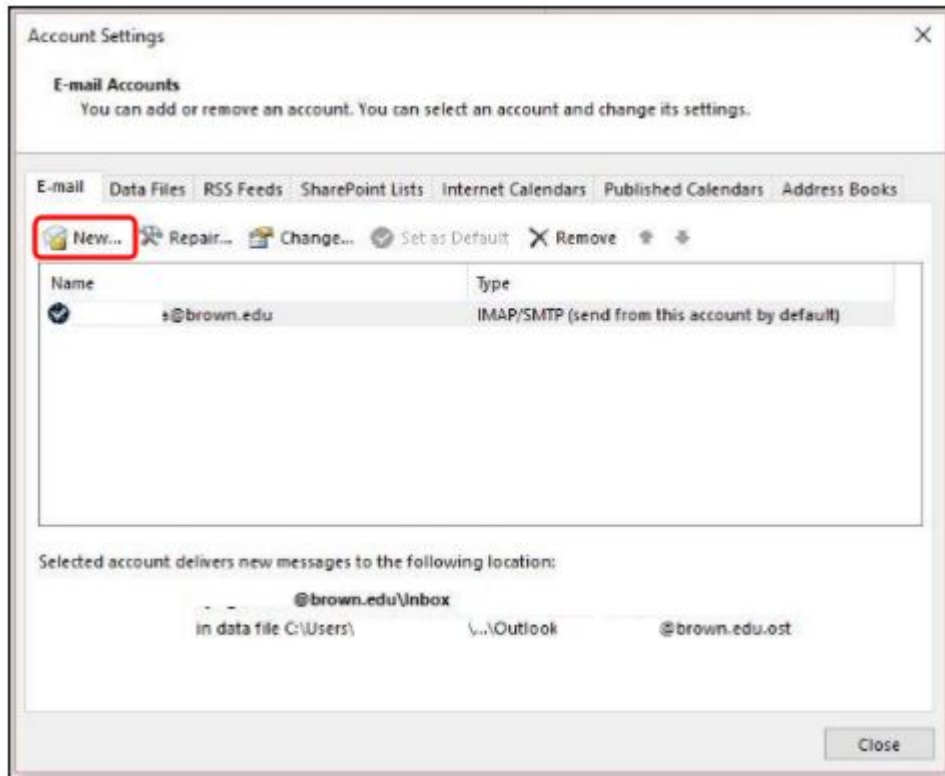 Account Settings
E-mail Accounts
You can add or remove an account. You can select an account and change its settings.
E-mail Data Files RSS Feeds SharePoint Lists Internet Calendars Published Calendars Address Books
New... Repair... Change... Set as Default Remove
Name Type
@brown.edu IMAP/SMTP (send from this account by default)
Selected account delivers new messages to the following location:
@brown.edu\Inbox
in data file C:\Users\ \...\Outlook @brown.edu.ost
Close